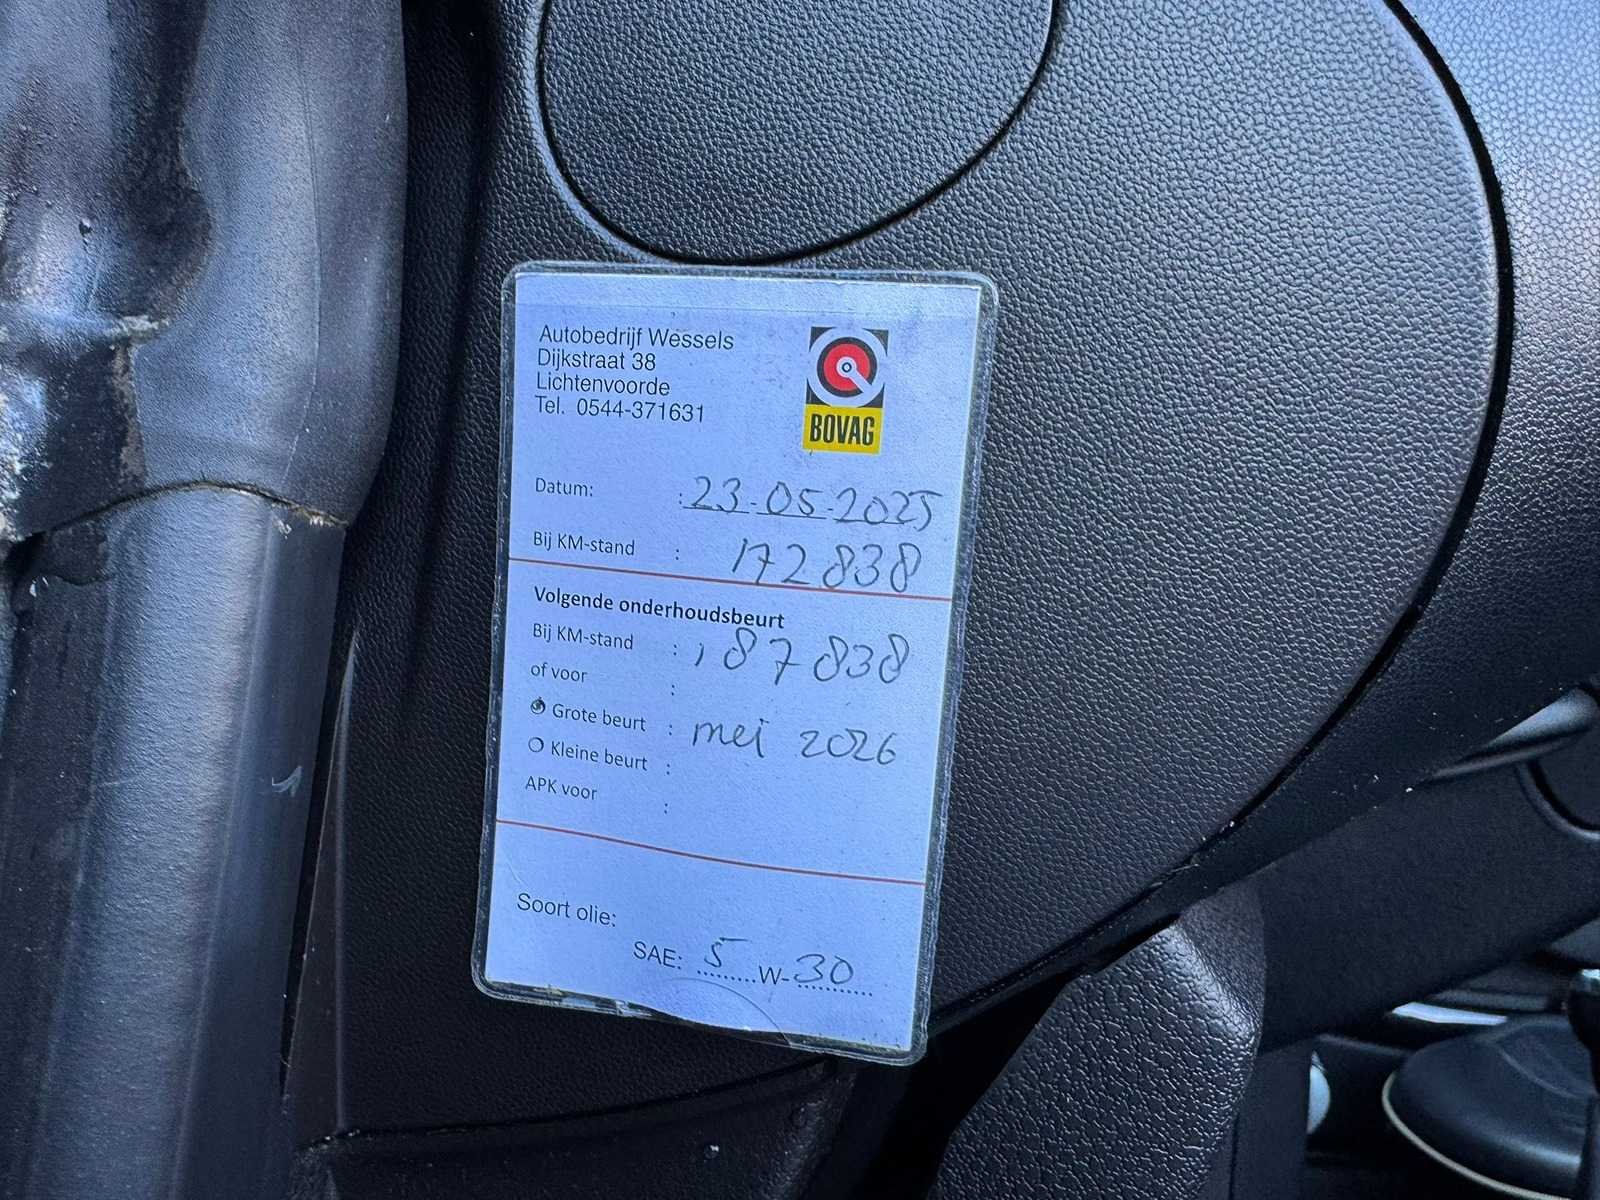 Autobedrijf Wessels
Dijkstraat 38
Lichtenvoorde
Tel. 0544-371631
BOVAG
Datum: : 23-05-2025
Bij KM-stand : 172838
Volgende onderhoudsbeurt
Bij KM-stand : 187838
of voor :
Grote beurt : mei 2026
Kleine beurt :
APK voor :
Soort olie:
SAE: 5 W-30